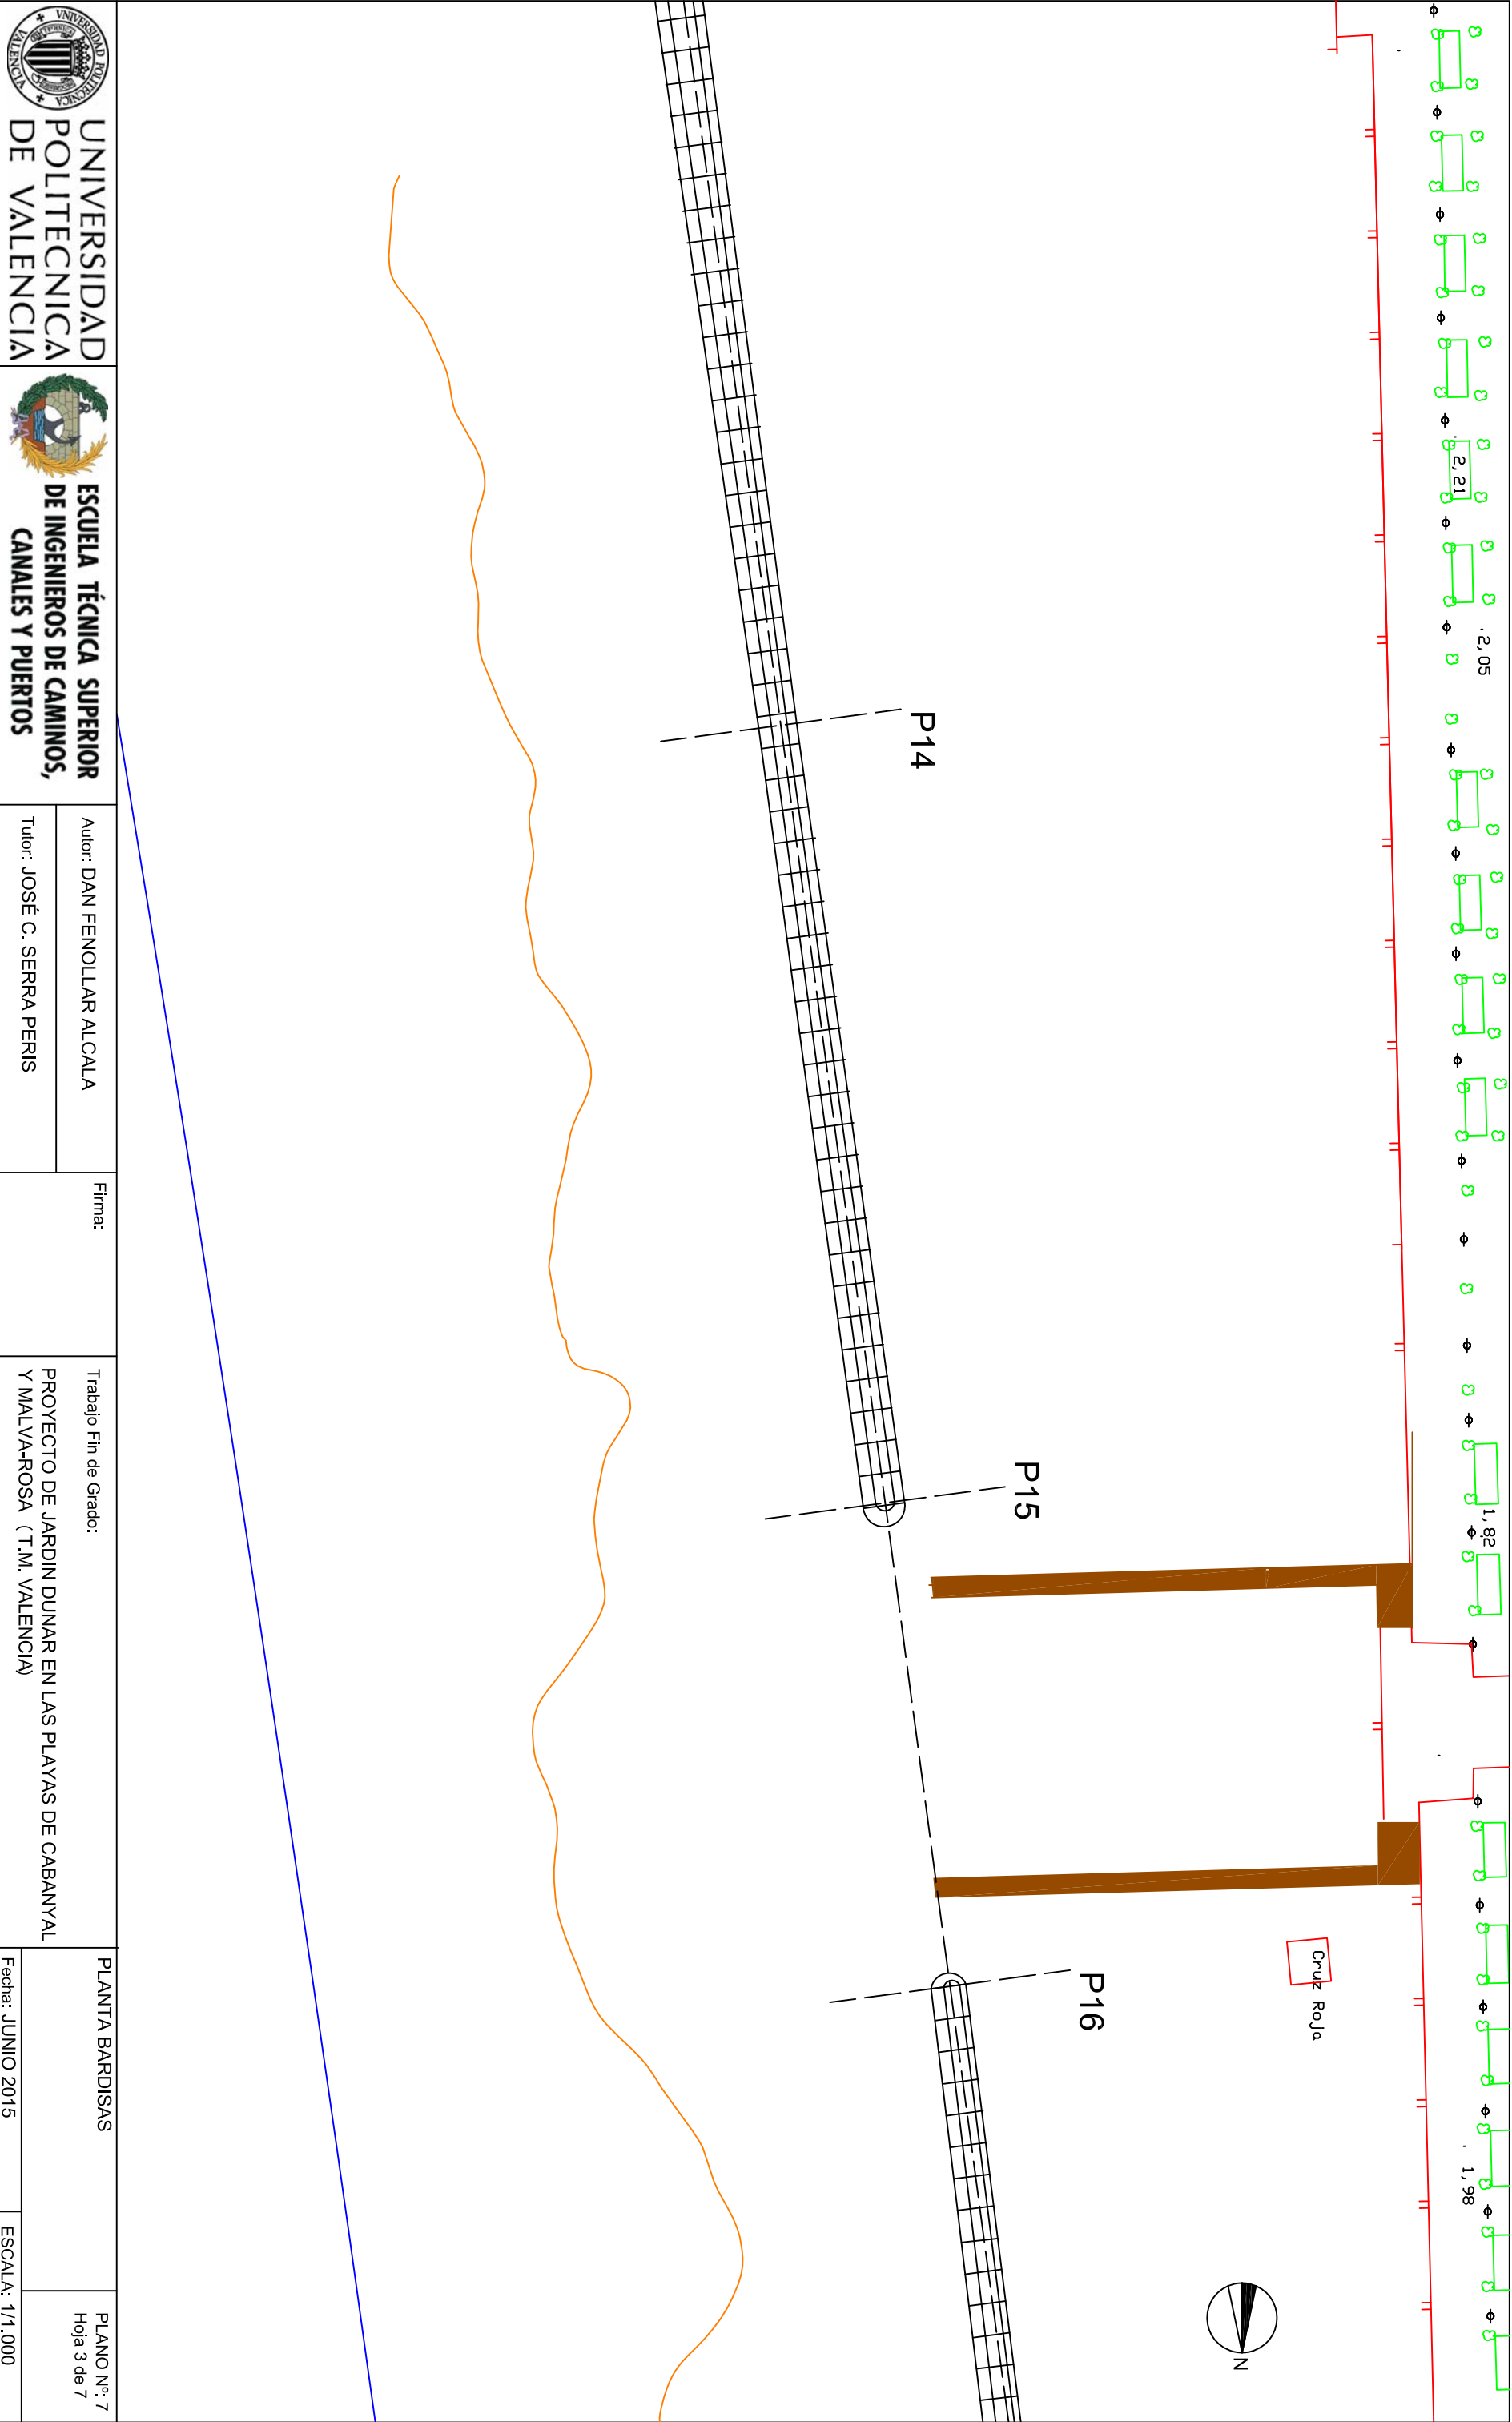 2,21
2,05
1,82
1,98
P14
P15
P16
Cruz Roja
N
UNIVERSIDAD POLITECNICA
VALENCIA
UNIVERSIDAD
POLITECNICA
DE VALENCIA
ESCUELA TÉCNICA SUPERIOR
DE INGENIEROS DE CAMINOS,
CANALES Y PUERTOS
Autor: DAN FENOLLAR ALCALA
Tutor: JOSÉ C. SERRA PERIS
Firma:
Trabajo Fin de Grado:
PROYECTO DE JARDIN DUNAR EN LAS PLAYAS DE CABANYAL
Y MALVA-ROSA ( T.M. VALENCIA)
PLANTA BARDISAS
Fecha: JUNIO 2015
ESCALA: 1/1.000
PLANO Nº: 7
Hoja 3 de 7